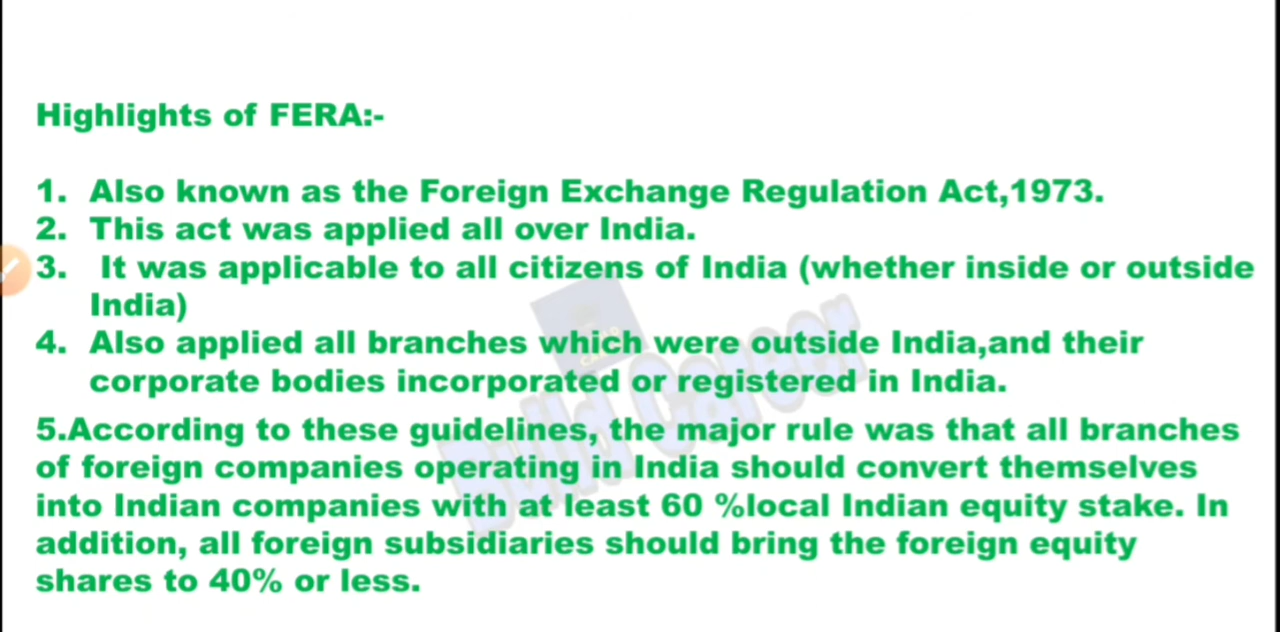 Highlights of FERA:-
1. Also known as the Foreign Exchange Regulation Act,1973.
2. This act was applied all over India.
3. It was applicable to all citizens of India (whether inside or outside
India)
4. Also applied all branches which were outside India,and their
corporate bodies incorporated or registered in India.
5.According to these guidelines, the major rule was that all branches
of foreign companies operating in India should convert themselves
into Indian companies with at least 60 %local Indian equity stake. In
addition, all foreign subsidiaries should bring the foreign equity
shares to 40% or less.
Build Career